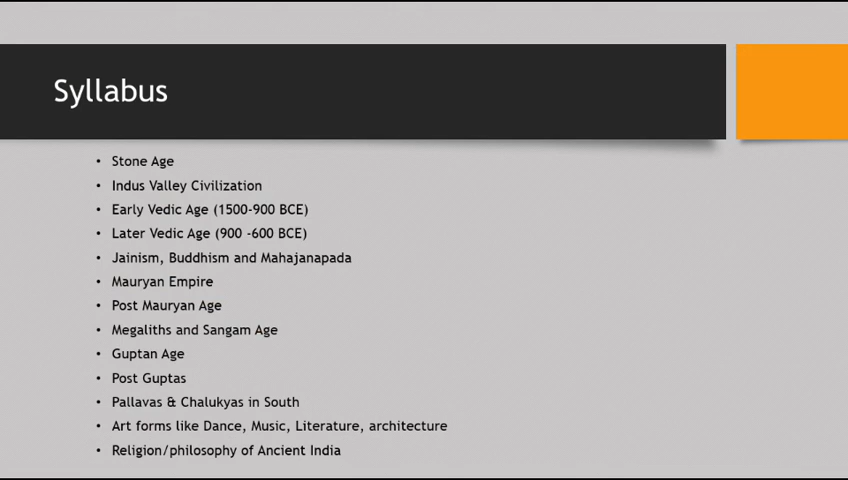 Syllabus
• Stone Age
• Indus Valley Civilization
• Early Vedic Age (1500-900 BCE)
• Later Vedic Age (900 -600 BCE)
• Jainism, Buddhism and Mahajanapada
• Mauryan Empire
• Post Mauryan Age
• Megaliths and Sangam Age
• Guptan Age
• Post Guptas
• Pallavas & Chalukyas in South
• Art forms like Dance, Music, Literature, architecture
• Religion/philosophy of Ancient India